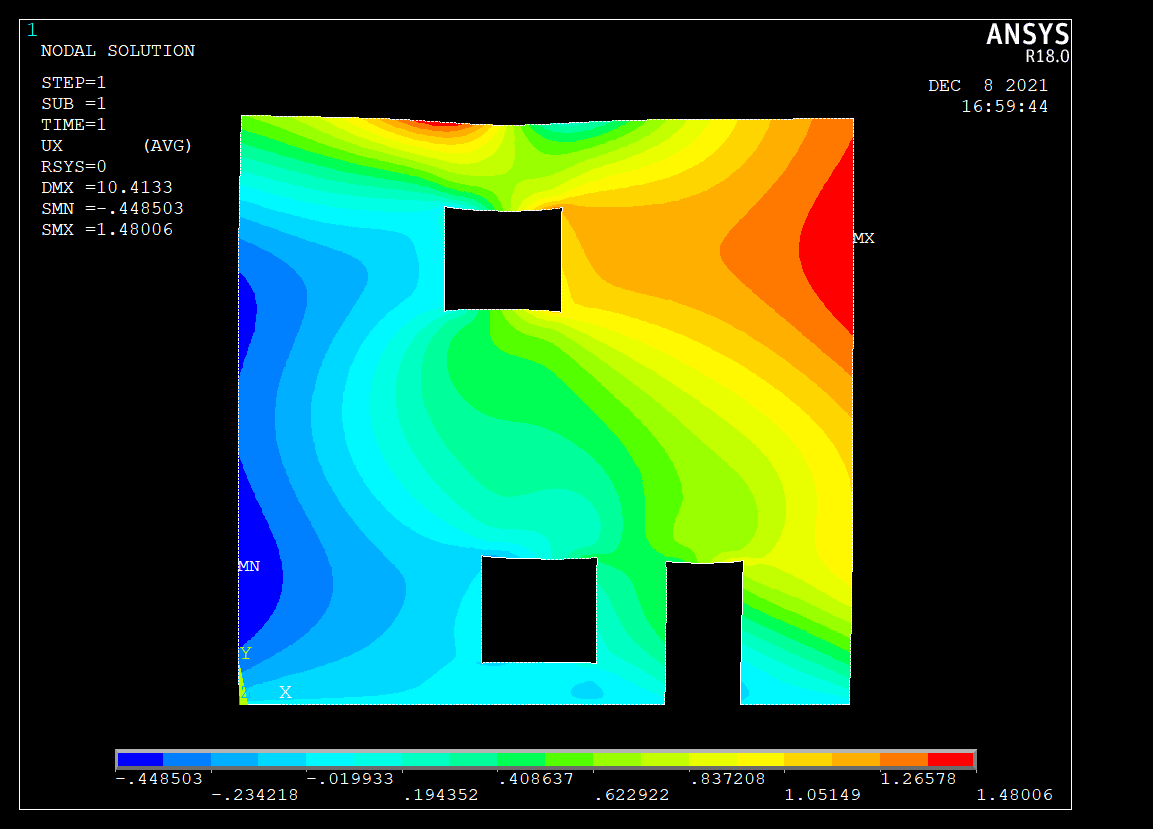 1
ANSYS
R18.0
NODAL SOLUTION
DEC 8 2021
16:59:44
STEP=1
SUB =1
TIME=1
UX (AVG)
RSYS=0
DMX =10.4133
SMN =-.448503
SMX =1.48006
MX
MN
Y
Z X
-.448503 -.019933 .408637 .837208 1.26578
-.234218 .194352 .622922 1.05149 1.48006